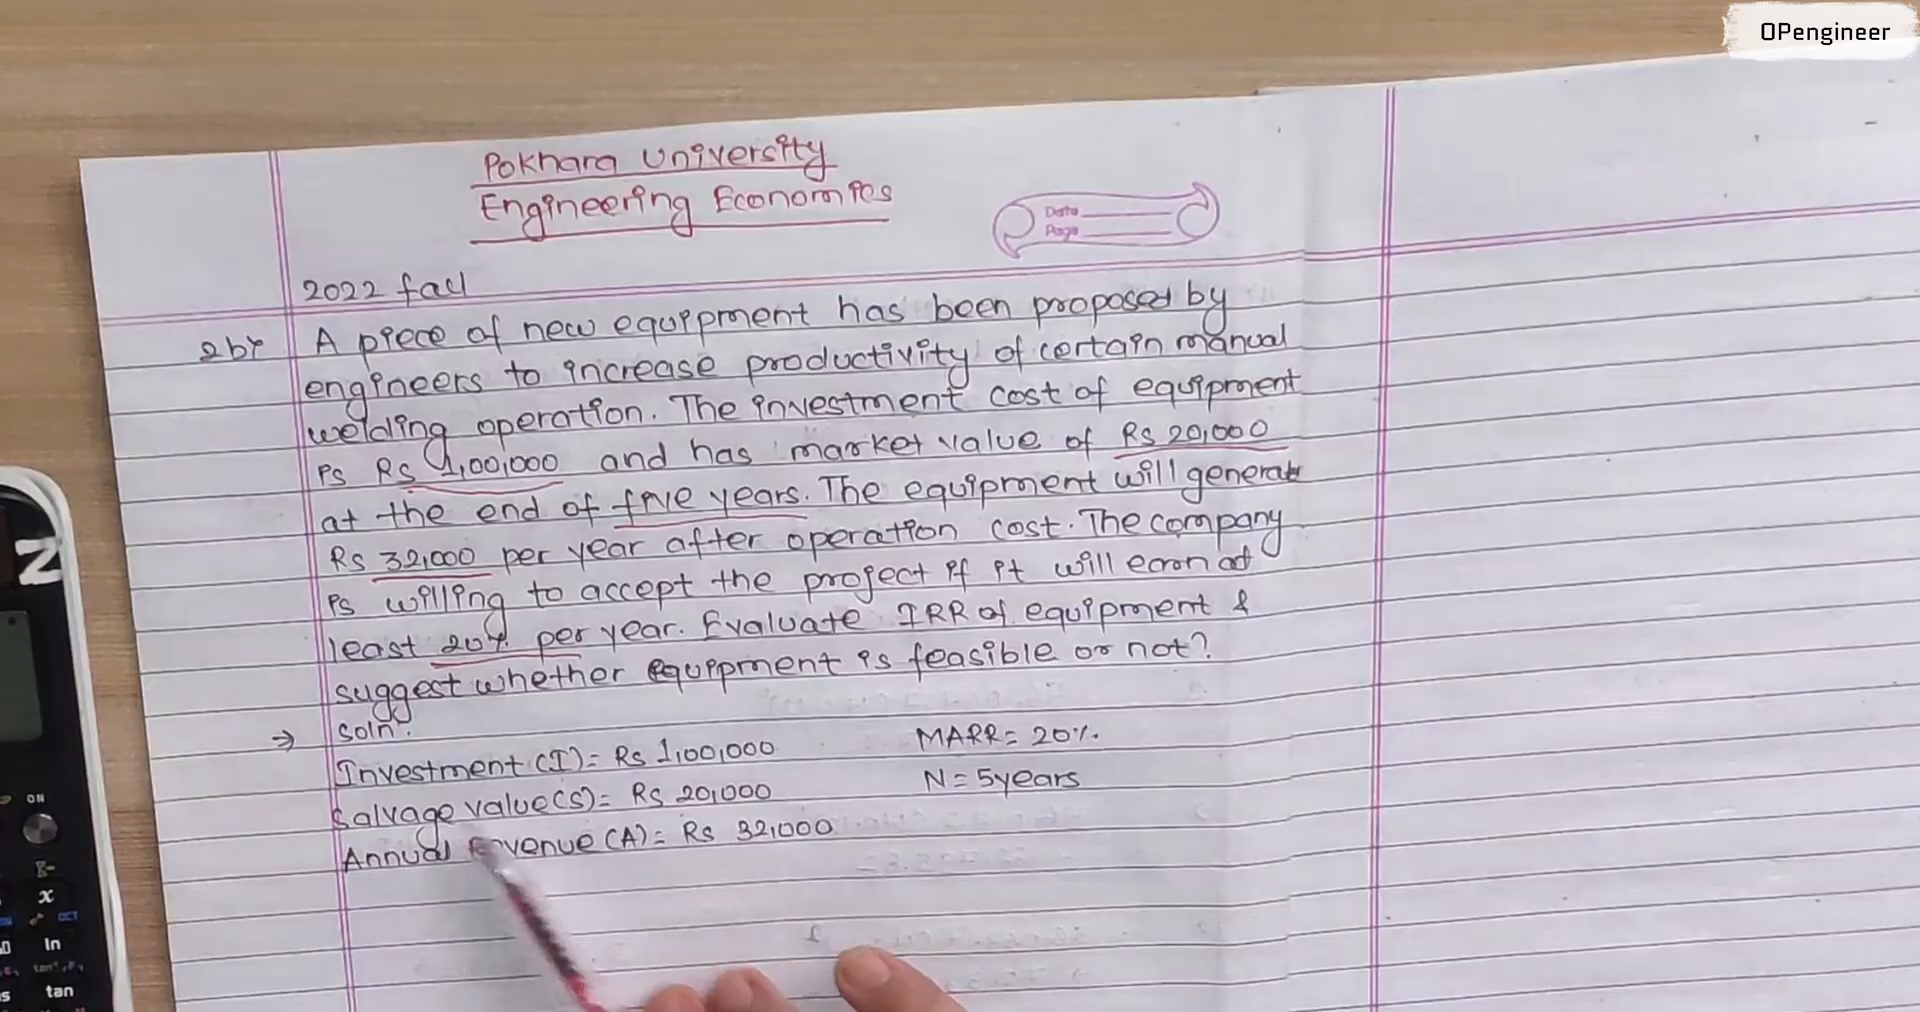 OPengineer
Pokhara University
Engineering Economics
Date
Page
2022 fall
2b) A piece of new equipment has been proposed by
engineers to increase productivity of certain manual
welding operation. The investment cost of equipment
is Rs 1,00,000 and has market value of Rs 20,000
at the end of five years. The equipment will generate
Rs 32,000 per year after operation cost. The company
is willing to accept the project if it will earn at
least 20% per year. Evaluate IRR of equipment &
suggest whether equipment is feasible or not?
→ Soln:
Investment (I) = Rs 1,00,000 MARR = 20%.
Salvage value(s) = Rs 20,000 N = 5years
Annual Revenue (A) = Rs 32,000
ON
x
OCT
ln
tan